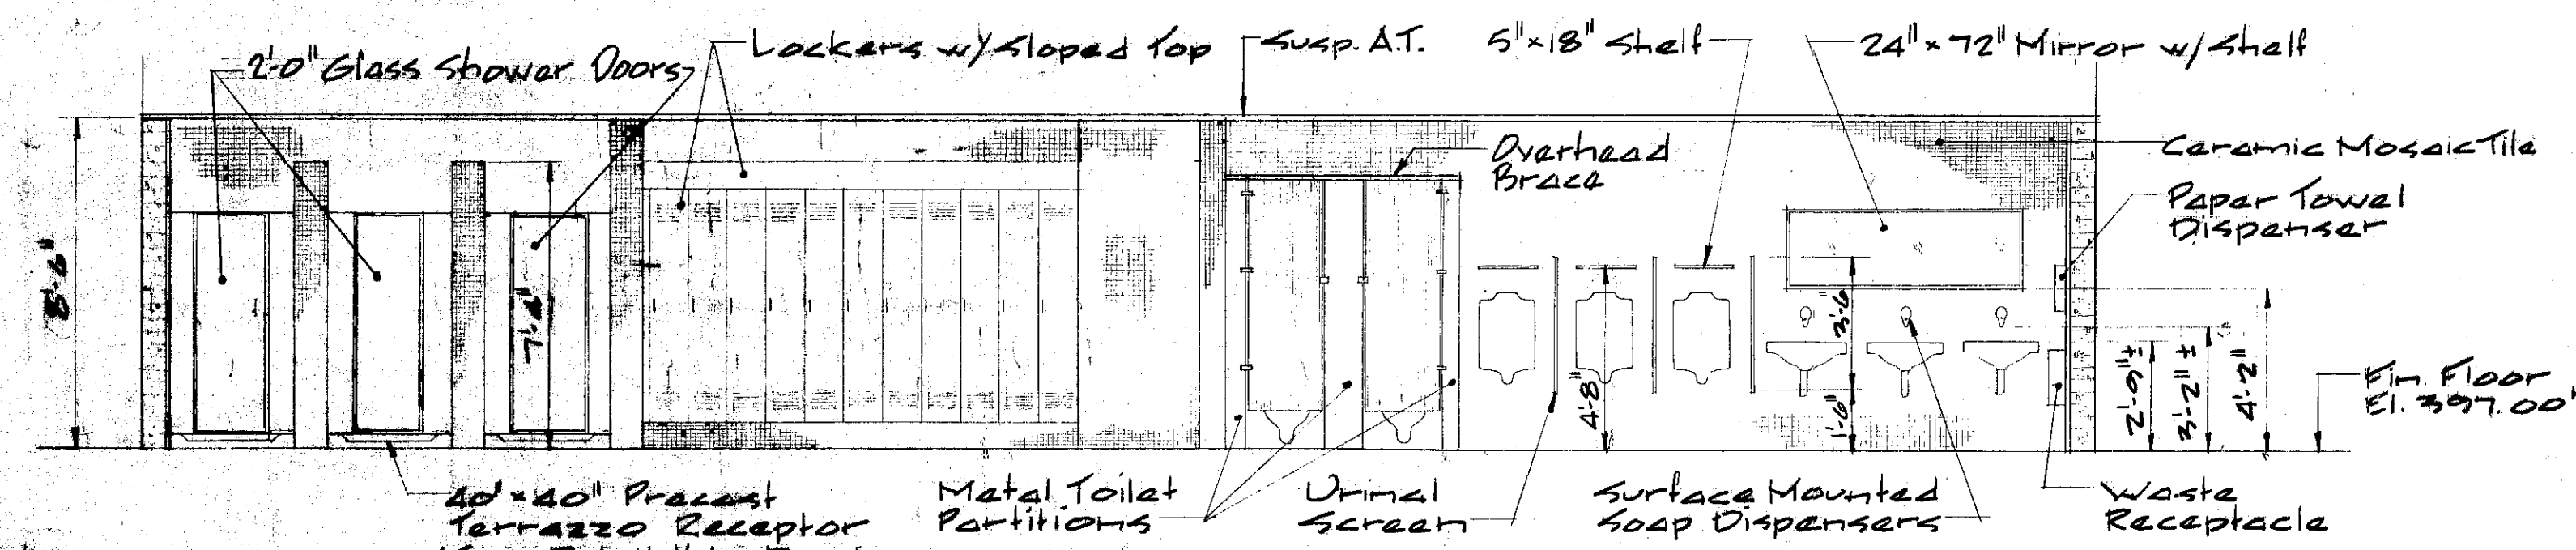 2'-0" Glass Shower Doors
Lockers w/Sloped Top
Susp. A.T.
5"x18" Shelf
24"x72" Mirror w/Shelf
Overhead
Brace
Ceramic Mosaic Tile
Paper Towel
Dispenser
8'-6"
7'-8"
4'-8"
3'-6"
1'-6"
2'-9" ±
3'-2" ±
4'-2"
Fin. Floor
El. 397.00'
40"x40" Precast
Terrazzo Receptor
Metal Toilet
Partitions
Urinal
Screen
Surface Mounted
Soap Dispensers
Waste
Receptacle